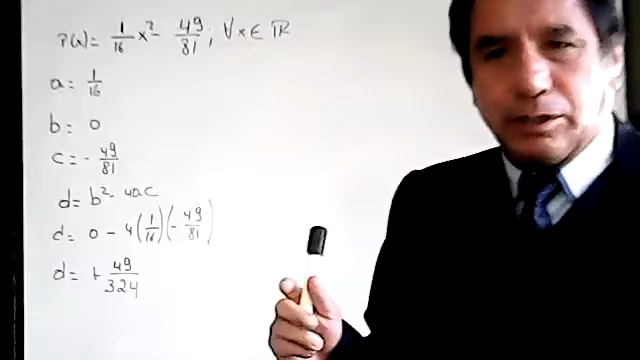 P(x) = 1/16 x² - 49/81 ; ∀ x ∈ ℝ
a = 1/16
b = 0
c = - 49/81
d = b² - 4ac
d = 0 - 4(1/16)(- 49/81)
d = + 49/324